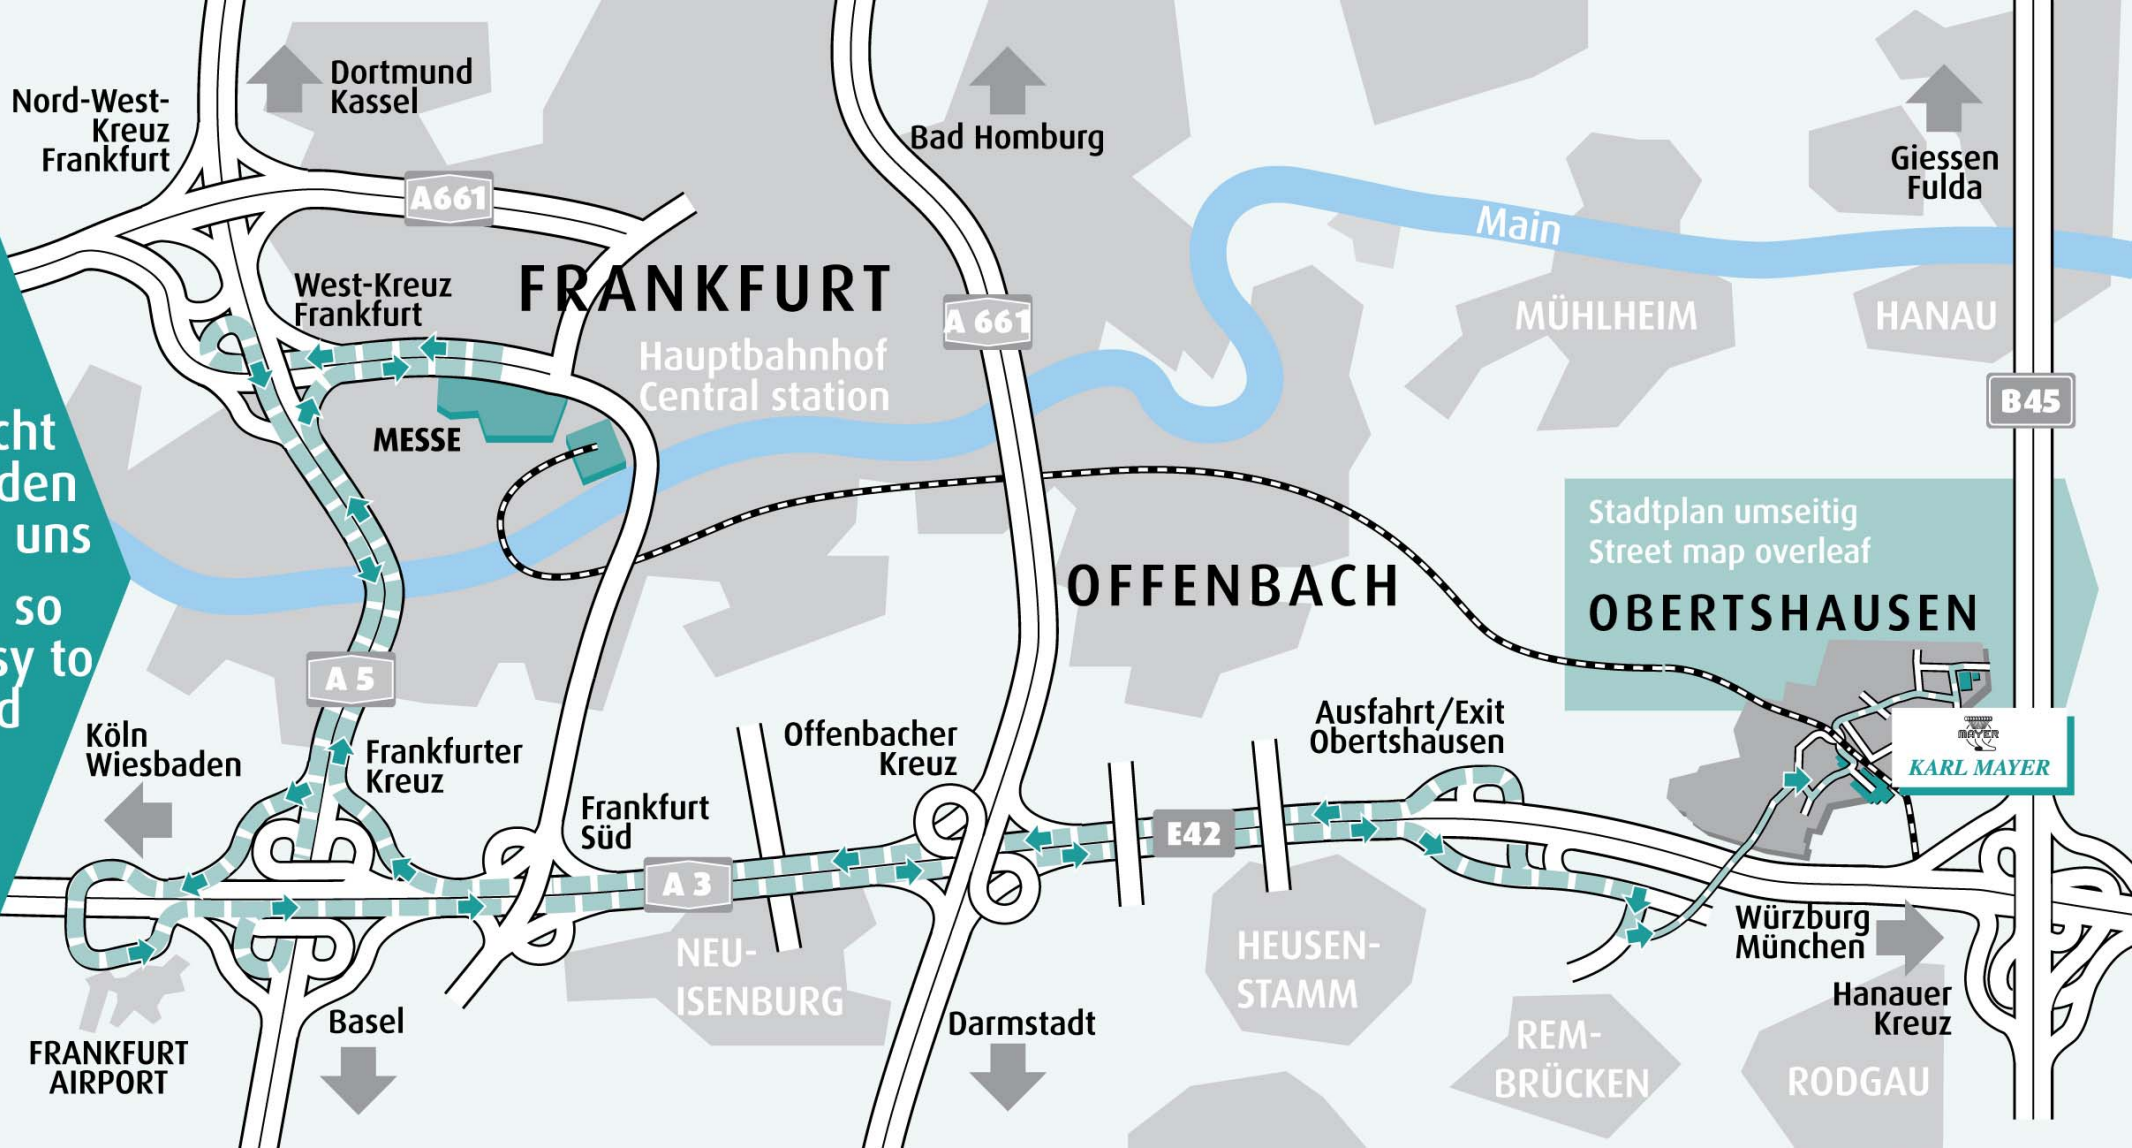 Dortmund
Kassel
Nord-West-
Kreuz
Frankfurt
A661
Bad Homburg
Giessen
Fulda
Main
West-Kreuz
Frankfurt
FRANKFURT
A 661
MÜHLHEIM
HANAU
Hauptbahnhof
Central station
B45
MESSE
cht
den
uns
so
sy to
d
Stadtplan umseitig
Street map overleaf
OBERTSHAUSEN
OFFENBACH
A 5
Köln
Wiesbaden
Frankfurter
Kreuz
Offenbacher
Kreuz
Ausfahrt/Exit
Obertshausen
MAYER
KARL MAYER
Frankfurt
Süd
E42
A 3
NEU-
ISENBURG
HEUSEN-
STAMM
Würzburg
München
Hanauer
Kreuz
Basel
Darmstadt
FRANKFURT
AIRPORT
REM-
BRÜCKEN
RODGAU